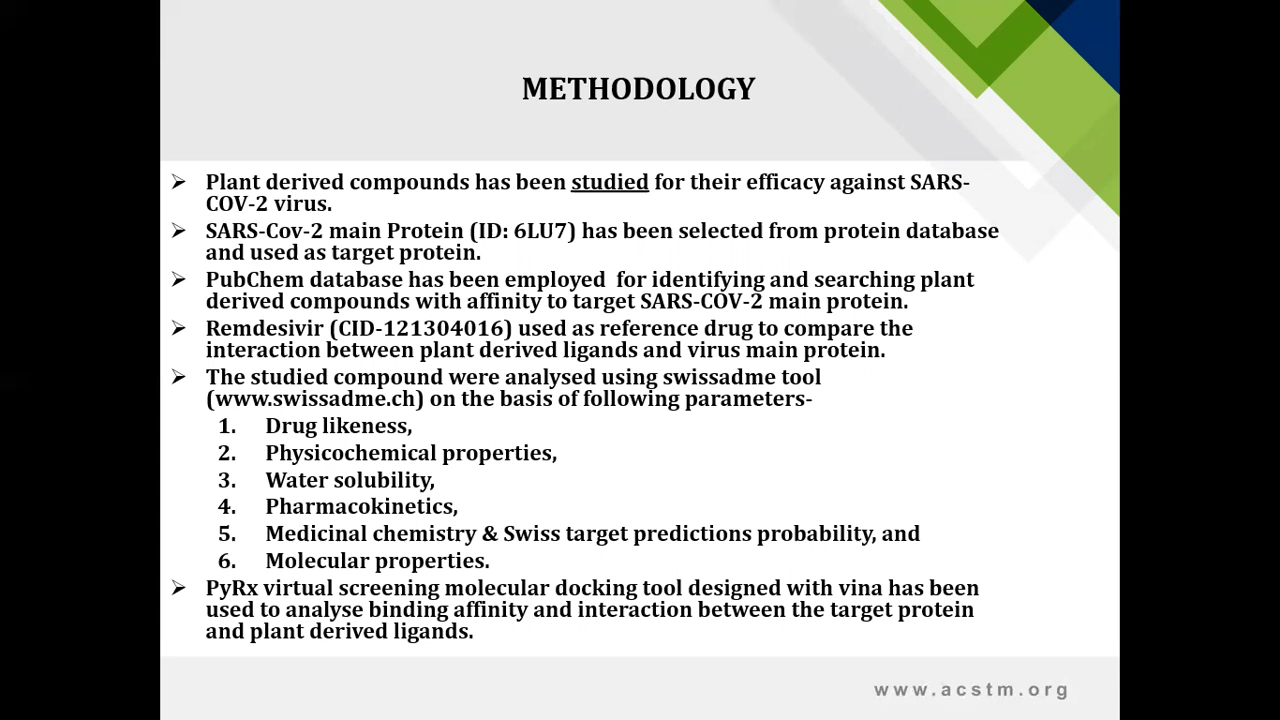 METHODOLOGY
➢ Plant derived compounds has been studied for their efficacy against SARS-
COV-2 virus.
➢ SARS-Cov-2 main Protein (ID: 6LU7) has been selected from protein database
and used as target protein.
➢ PubChem database has been employed  for identifying and searching plant
derived compounds with affinity to target SARS-COV-2 main protein.
➢ Remdesivir (CID-121304016) used as reference drug to compare the
interaction between plant derived ligands and virus main protein.
➢ The studied compound were analysed using swissadme tool
(www.swissadme.ch) on the basis of following parameters-
1. Drug likeness,
2. Physicochemical properties,
3. Water solubility,
4. Pharmacokinetics,
5. Medicinal chemistry & Swiss target predictions probability, and
6. Molecular properties.
➢ PyRx virtual screening molecular docking tool designed with vina has been
used to analyse binding affinity and interaction between the target protein
and plant derived ligands.
www.acstm.org